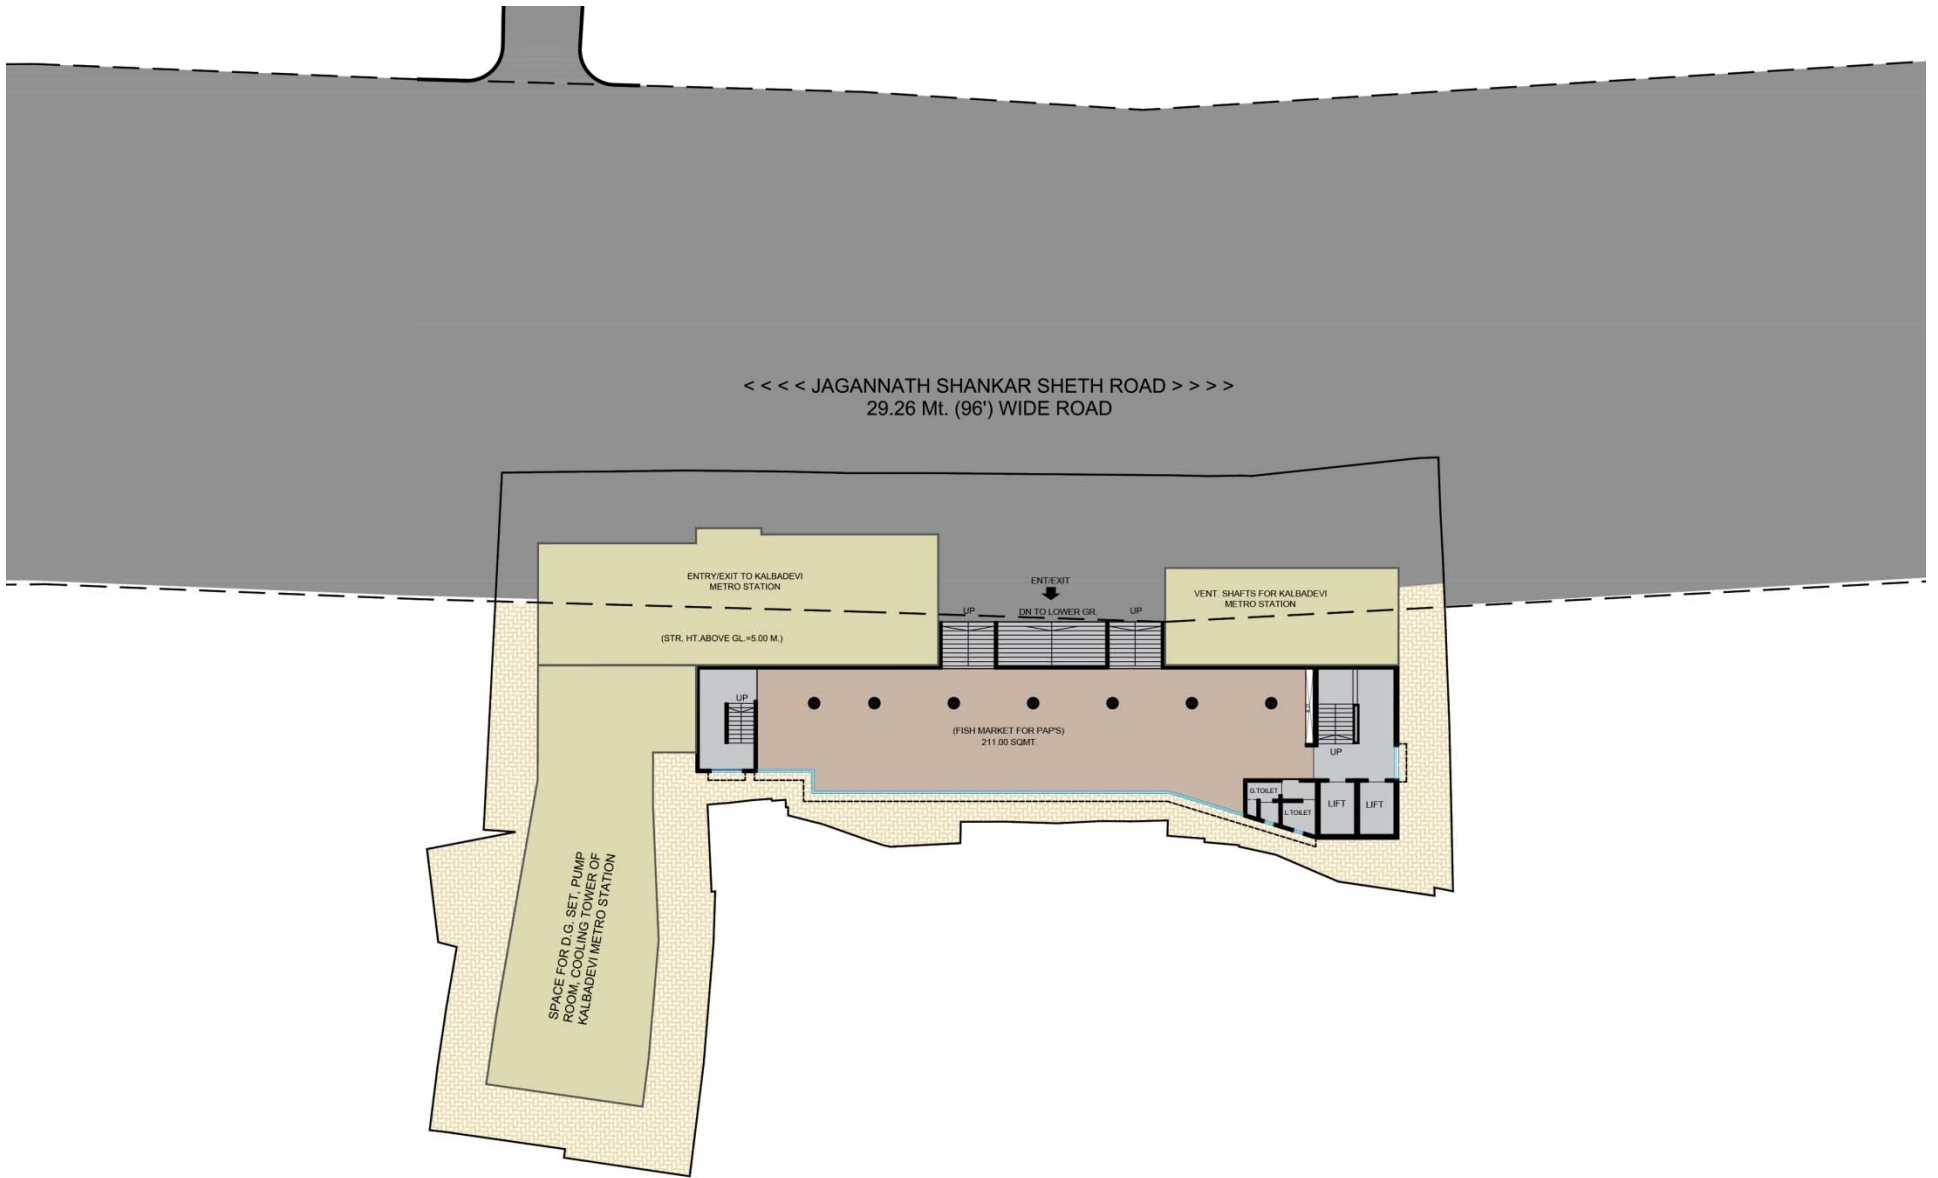 < < < < JAGANNATH SHANKAR SHETH ROAD > > > >
29.26 Mt. (96') WIDE ROAD
ENTRY/EXIT TO KALBADEVI
METRO STATION
(STR. HT.ABOVE GL.=5.00 M.)
ENT/EXIT
UP
DN TO LOWER GR.
UP
VENT. SHAFTS FOR KALBADEVI
METRO STATION
UP
(FISH MARKET FOR PAP'S)
211.00 SQMT.
UP
G.TOILET
L.TOILET
LIFT
LIFT
SPACE FOR D.G. SET, PUMP
ROOM, COOLING TOWER OF
KALBADEVI METRO STATION